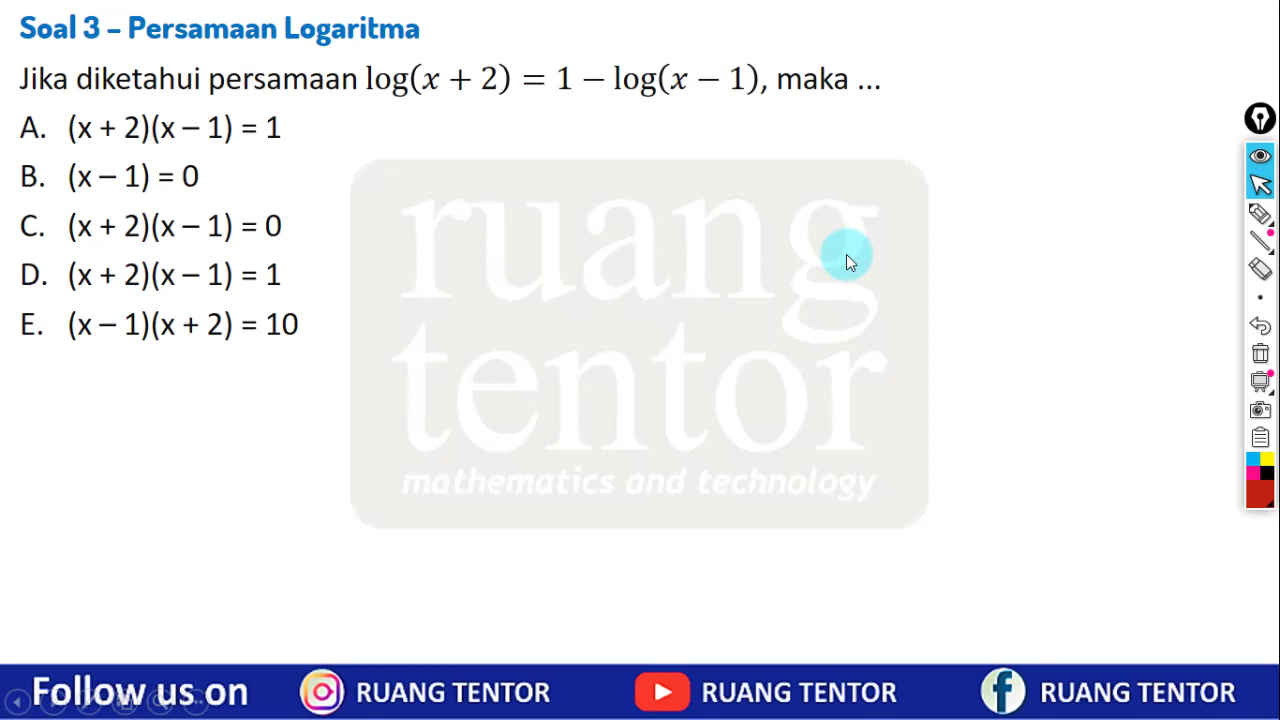 Soal 3 – Persamaan Logaritma
Jika diketahui persamaan log(x + 2) = 1 − log(x − 1), maka ...
A. (x + 2)(x – 1) = 1
B. (x – 1) = 0
C. (x + 2)(x – 1) = 0
D. (x + 2)(x – 1) = 1
E. (x – 1)(x + 2) = 10
ruang
tentor
mathematics and technology
Follow us on RUANG TENTOR RUANG TENTOR RUANG TENTOR